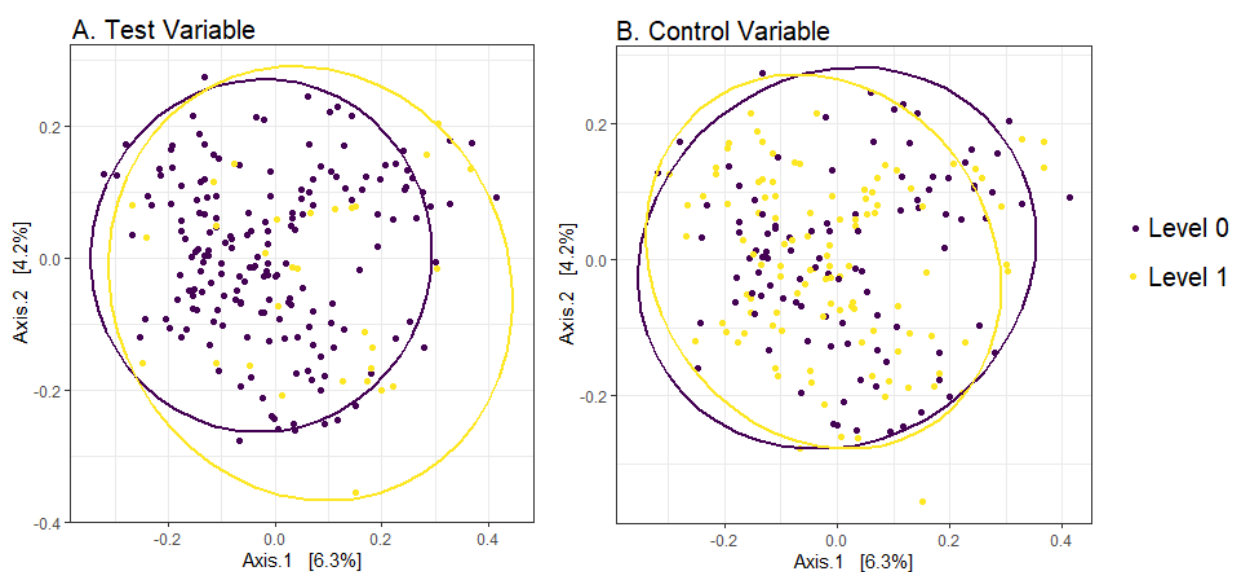 A. Test Variable
B. Control Variable
0.2
0.0
-0.2
-0.4
Axis.2 [4.2%]
-0.2
0.0
0.2
0.4
Axis.1 [6.3%]
0.2
0.0
-0.2
Axis.2 [4.2%]
-0.2
0.0
0.2
0.4
Axis.1 [6.3%]
Level 0
Level 1